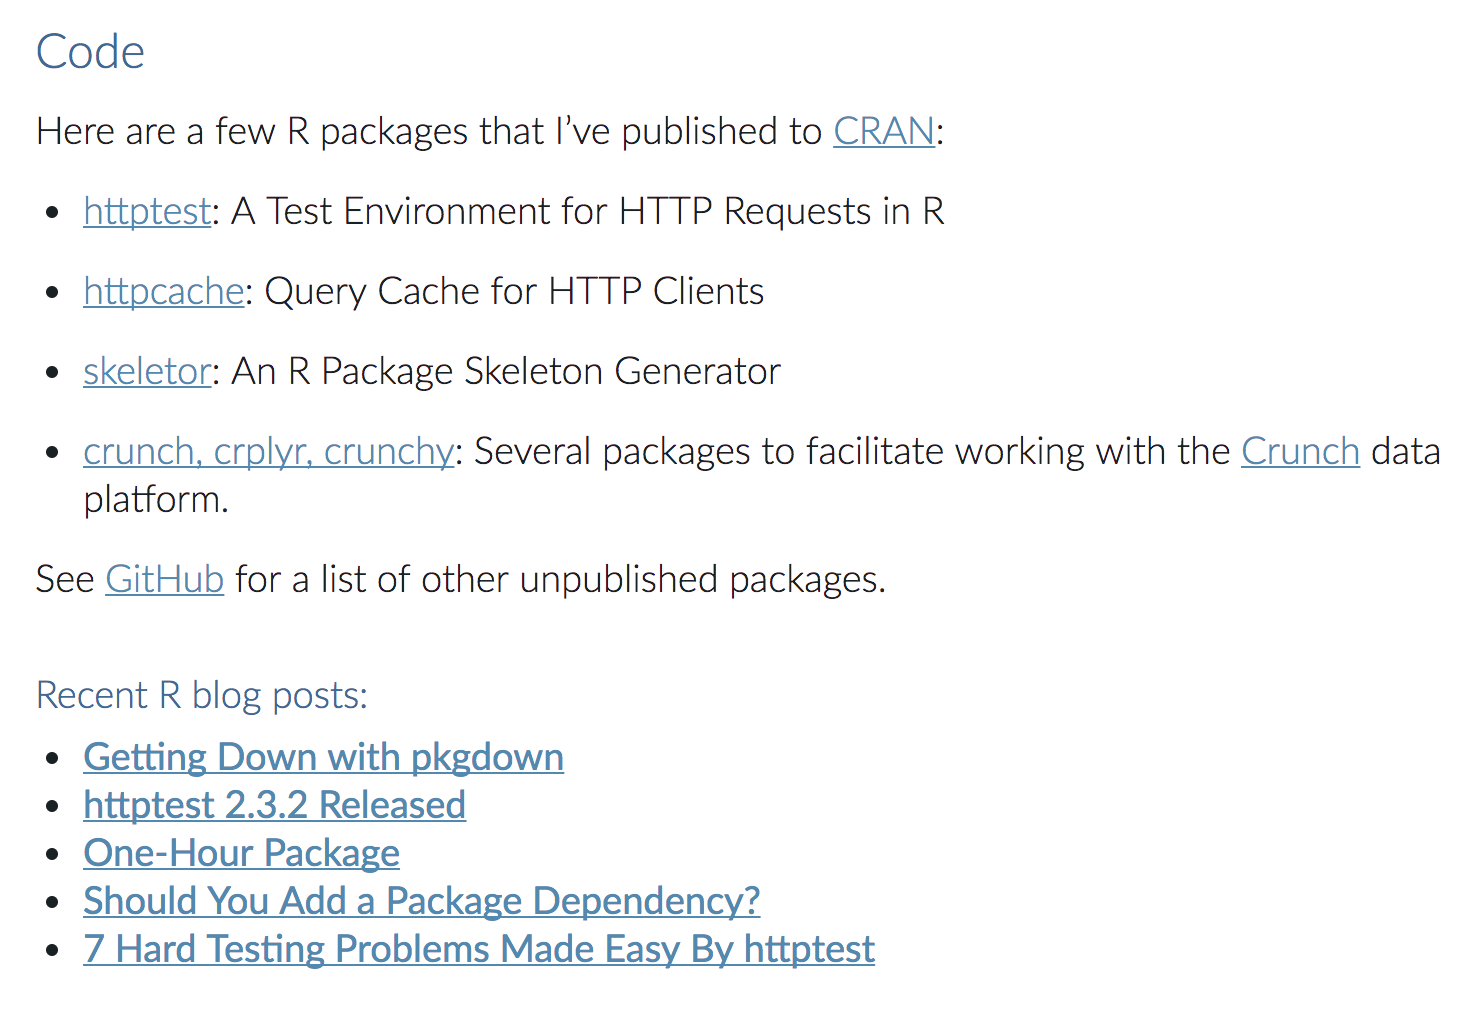 Code
Here are a few R packages that I’ve published to CRAN:
• httptest: A Test Environment for HTTP Requests in R
• httpcache: Query Cache for HTTP Clients
• skeletor: An R Package Skeleton Generator
• crunch, crplyr, crunchy: Several packages to facilitate working with the Crunch data
platform.
See GitHub for a list of other unpublished packages.
Recent R blog posts:
• Getting Down with pkgdown
• httptest 2.3.2 Released
• One-Hour Package
• Should You Add a Package Dependency?
• 7 Hard Testing Problems Made Easy By httptest